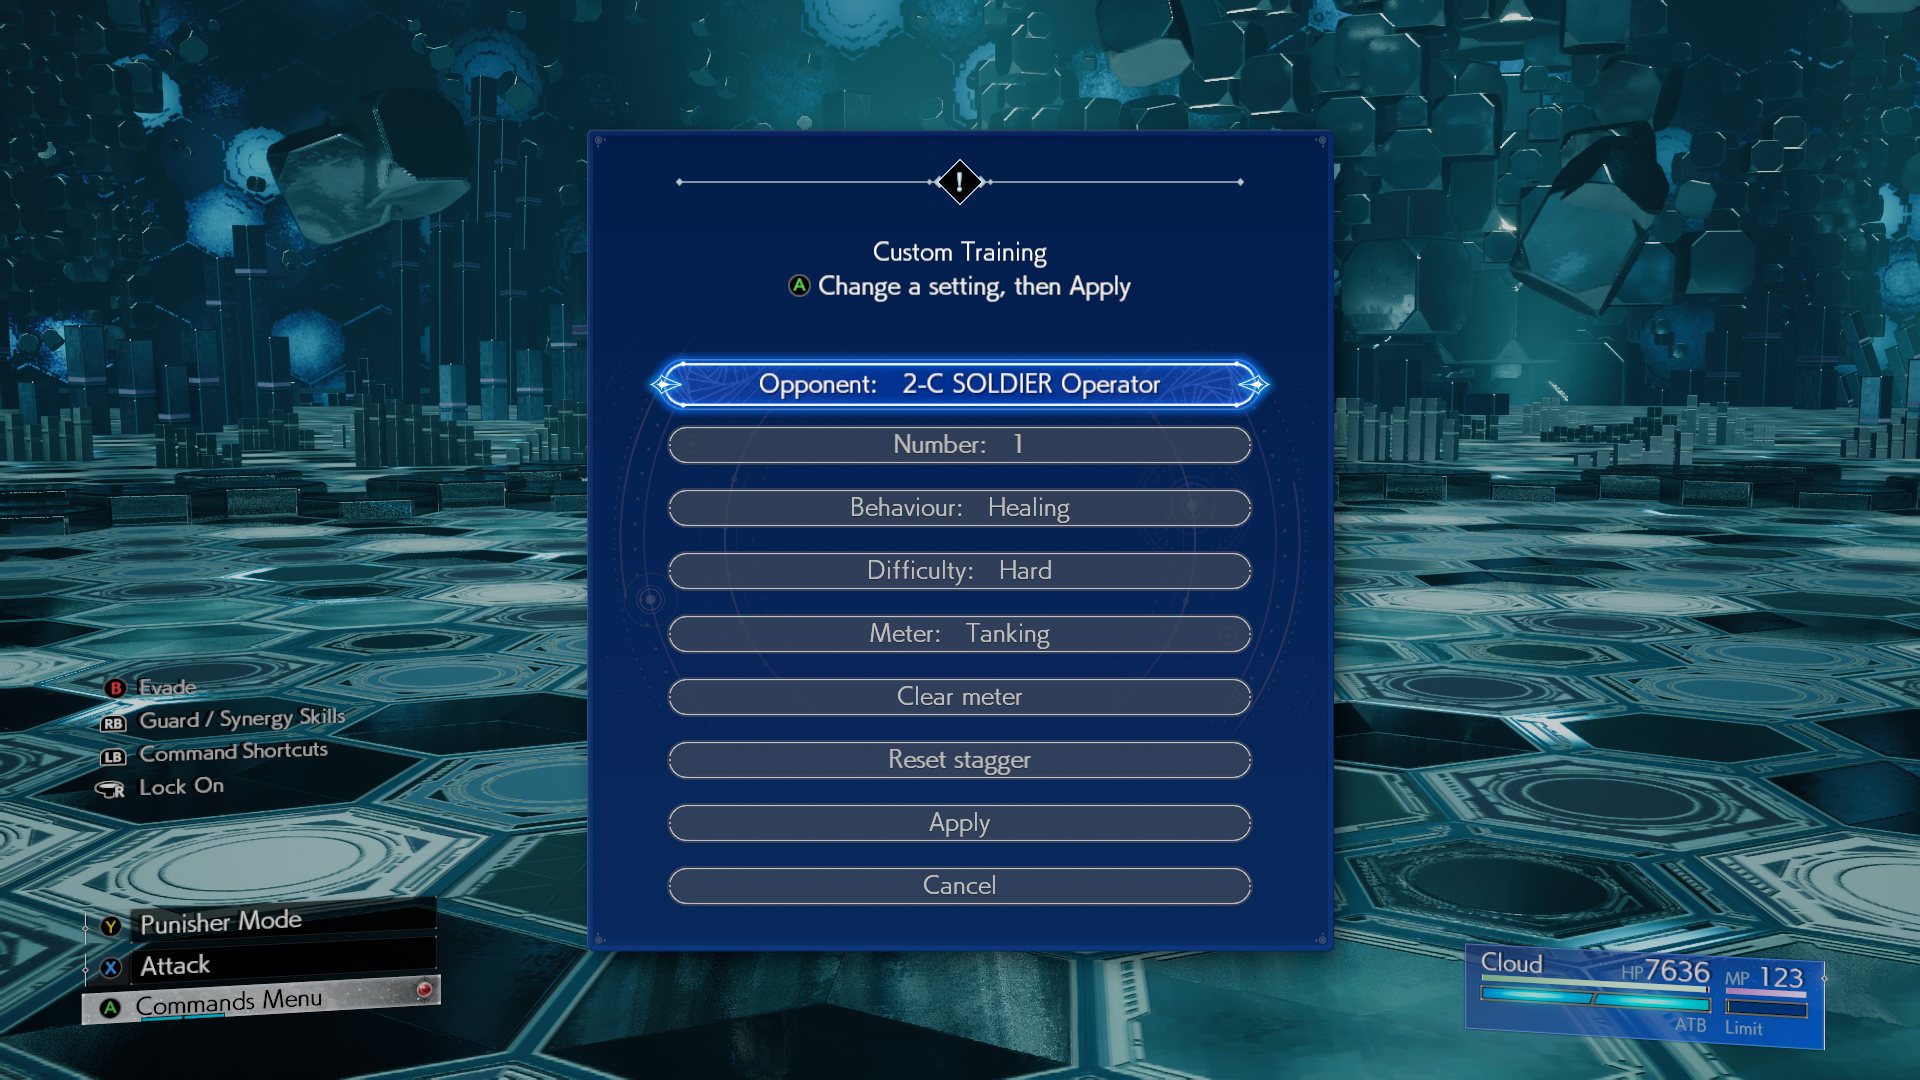 !
Custom Training
A Change a setting, then Apply
Opponent: 2-C SOLDIER Operator
Number: 1
Behaviour: Healing
Difficulty: Hard
Meter: Tanking
Clear meter
Reset stagger
Apply
Cancel
B Evade
RB Guard / Synergy Skills
LB Command Shortcuts
R Lock On
Y Punisher Mode
X Attack
A Commands Menu
Cloud HP 7636 MP 123
ATB Limit